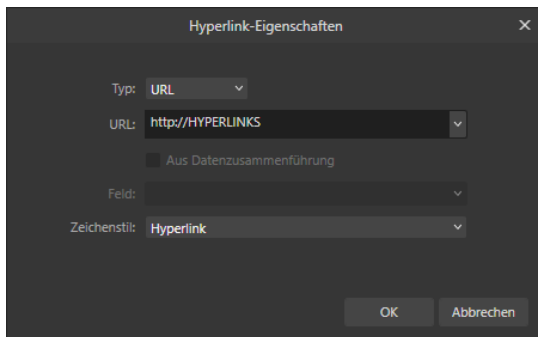 Hyperlink-Eigenschaften
Typ: URL
URL: http://HYPERLINKS
Aus Datenzusammenführung
Feld:
Zeichenstil: Hyperlink
OK Abbrechen